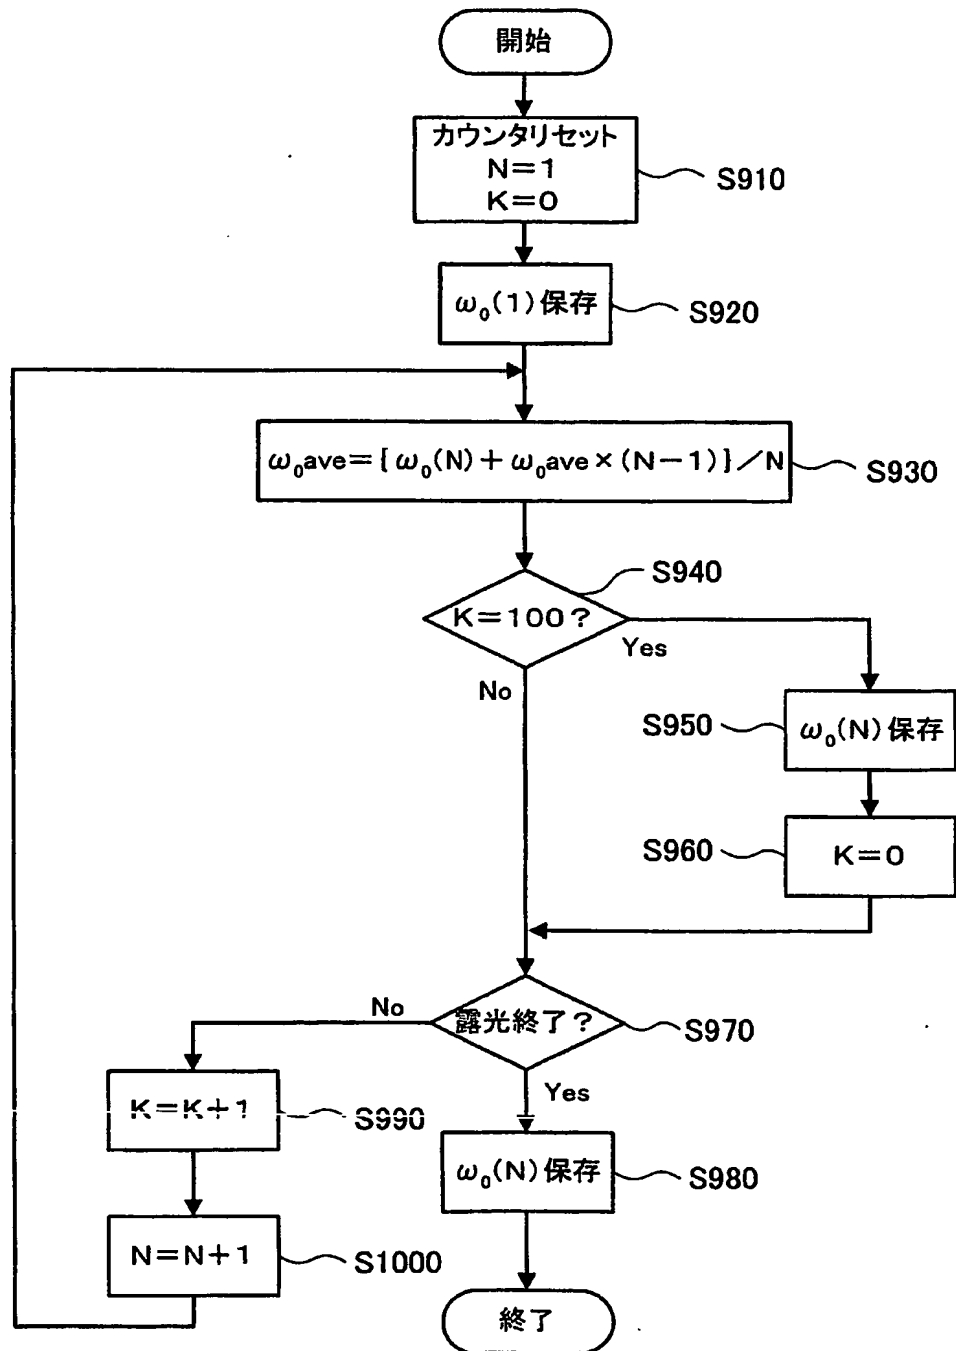 開始
カウンタリセット
N=1
K=0
S910
ω₀(1)保存
S920
ω₀ave={ω₀(N)+ω₀ave×(N-1)}/N
S930
S940
K=100?
Yes
No
S950
ω₀(N)保存
S960
K=0
No
露光終了?
S970
Yes
K=K+1
S990
ω₀(N)保存
S980
N=N+1
S1000
終了